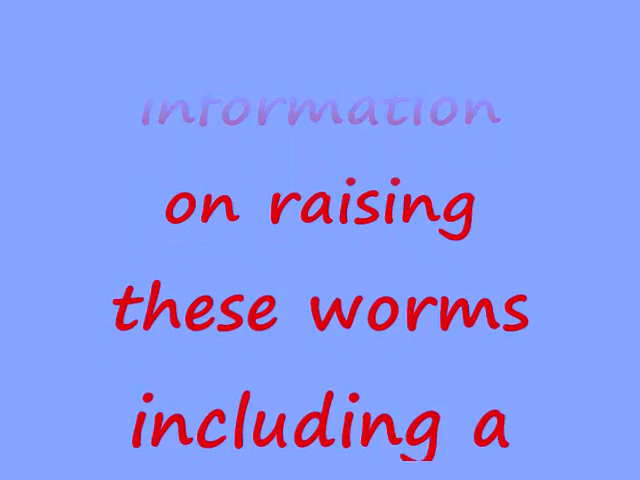 information
on raising
these worms
including a